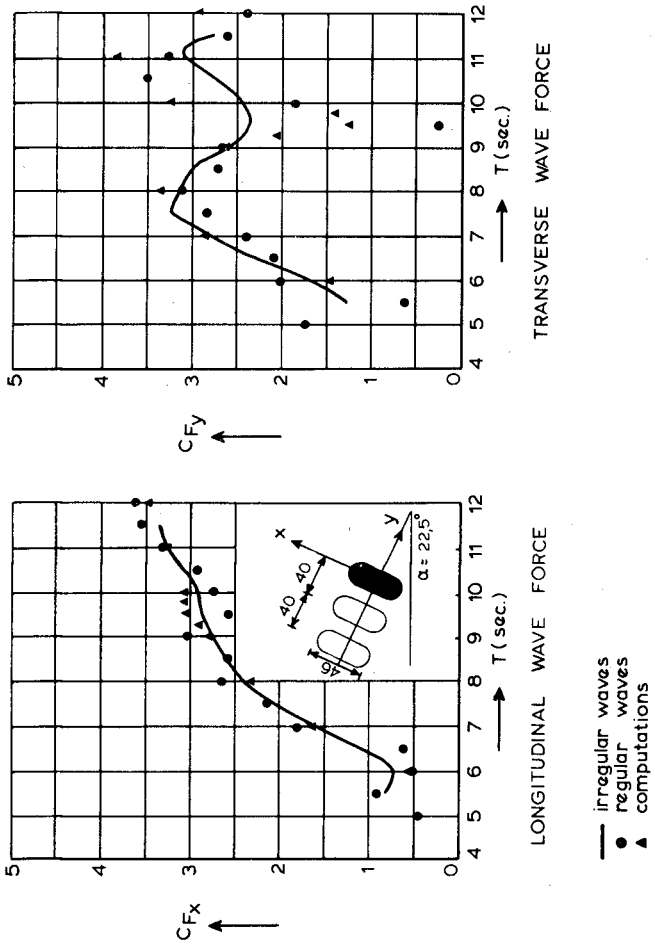 CFx
5
4
3
2
1
0
4 5 6 7 8 9 10 11 12
T (sec.)
46
40
40
x
y
α = 22,5°
LONGITUDINAL WAVE FORCE
CFy
5
4
3
2
1
0
4 5 6 7 8 9 10 11 12
T (sec.)
TRANSVERSE WAVE FORCE
irregular waves
regular waves
computations